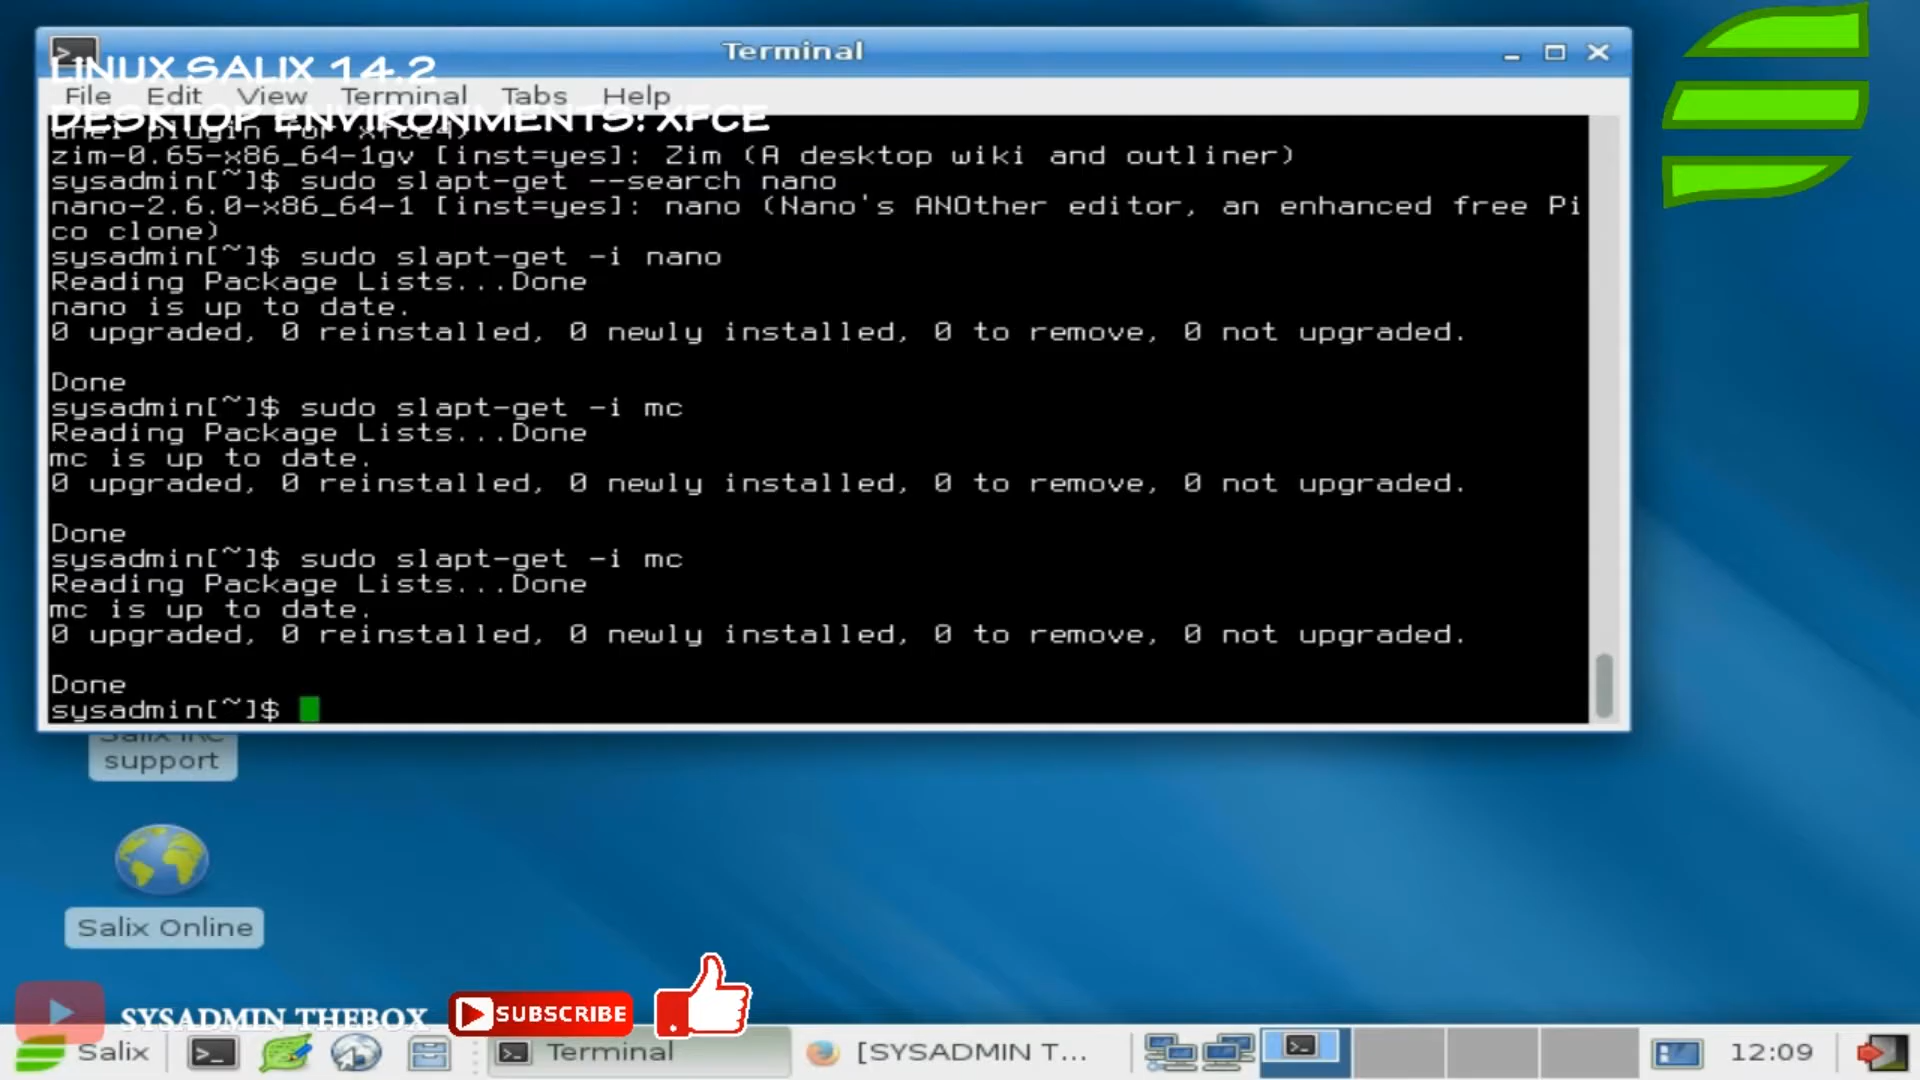 Terminal
LINUX SALIX 14.2
File Edit View Terminal Tabs Help
DESKTOP ENVIRONMENTS: XFCE
anel plugin for xfce4)
zim-0.65-x86_64-1gv [inst=yes]: Zim (A desktop wiki and outliner)
sysadmin[~]$ sudo slapt-get --search nano
nano-2.6.0-x86_64-1 [inst=yes]: nano (Nano's ANOther editor, an enhanced free Pi
co clone)
sysadmin[~]$ sudo slapt-get -i nano
Reading Package Lists...Done
nano is up to date.
0 upgraded, 0 reinstalled, 0 newly installed, 0 to remove, 0 not upgraded.
Done
sysadmin[~]$ sudo slapt-get -i mc
Reading Package Lists...Done
mc is up to date.
0 upgraded, 0 reinstalled, 0 newly installed, 0 to remove, 0 not upgraded.
Done
sysadmin[~]$ sudo slapt-get -i mc
Reading Package Lists...Done
mc is up to date.
0 upgraded, 0 reinstalled, 0 newly installed, 0 to remove, 0 not upgraded.
Done
sysadmin[~]$
Salix IRC
support
Salix Online
SYSADMIN THEBOX SUBSCRIBE
Salix Terminal [SYSADMIN T... 12:09